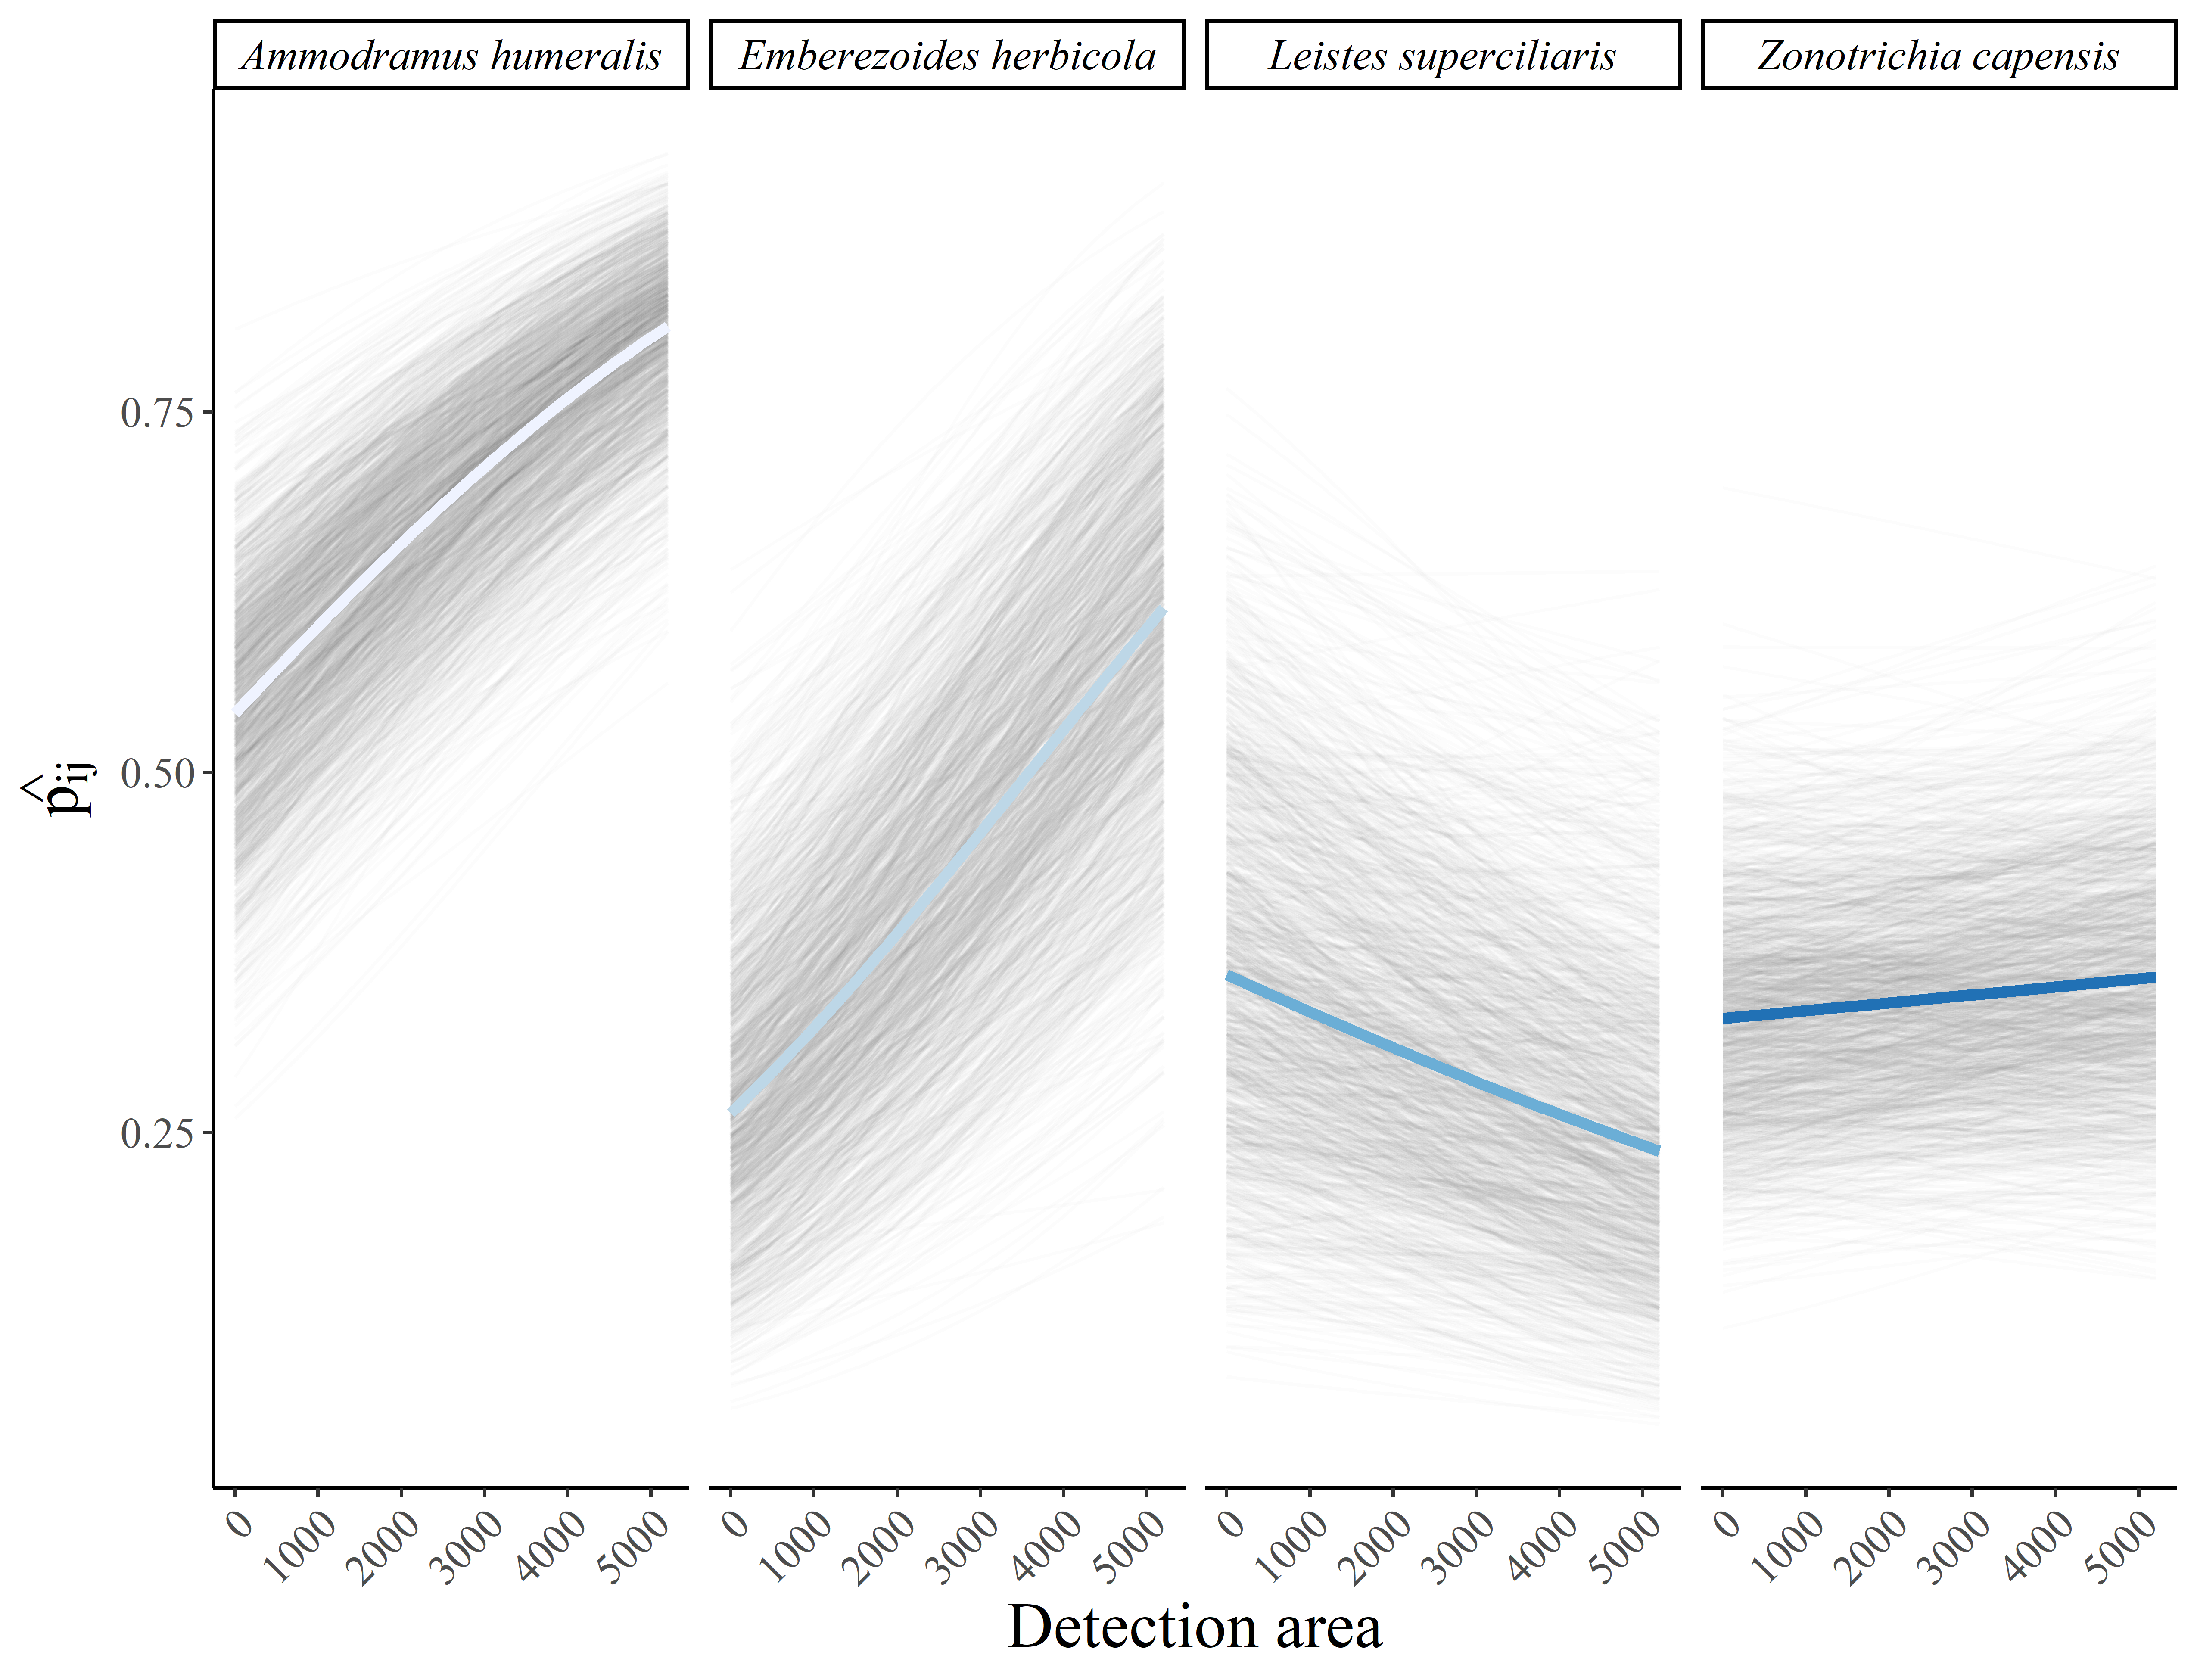 Ammodramus humeralis
Emberezoides herbicola
Leistes superciliaris
Zonotrichia capensis
p̂ij
0.75
0.50
0.25
0 1000 2000 3000 4000 5000
0 1000 2000 3000 4000 5000
0 1000 2000 3000 4000 5000
0 1000 2000 3000 4000 5000
Detection area